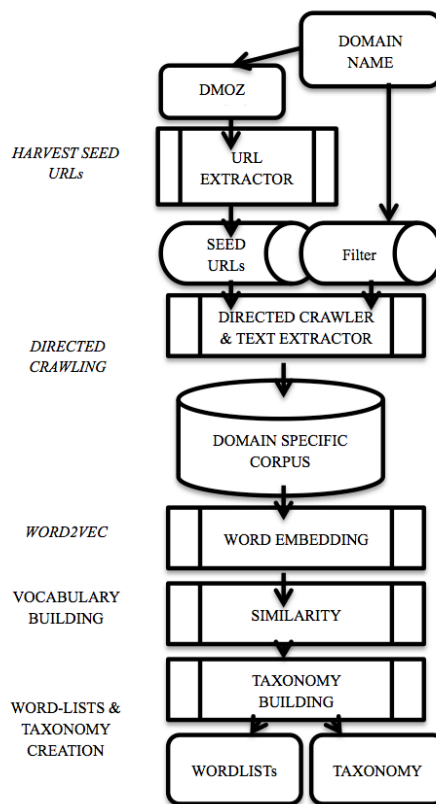 DOMAIN
NAME
DMOZ
HARVEST SEED
URLs
URL
EXTRACTOR
SEED
URLs
Filter
DIRECTED
CRAWLING
DIRECTED CRAWLER
& TEXT EXTRACTOR
DOMAIN SPECIFIC
CORPUS
WORD2VEC
WORD EMBEDDING
VOCABULARY
BUILDING
SIMILARITY
TAXONOMY
BUILDING
WORD-LISTS &
TAXONOMY
CREATION
WORDLISTs
TAXONOMY